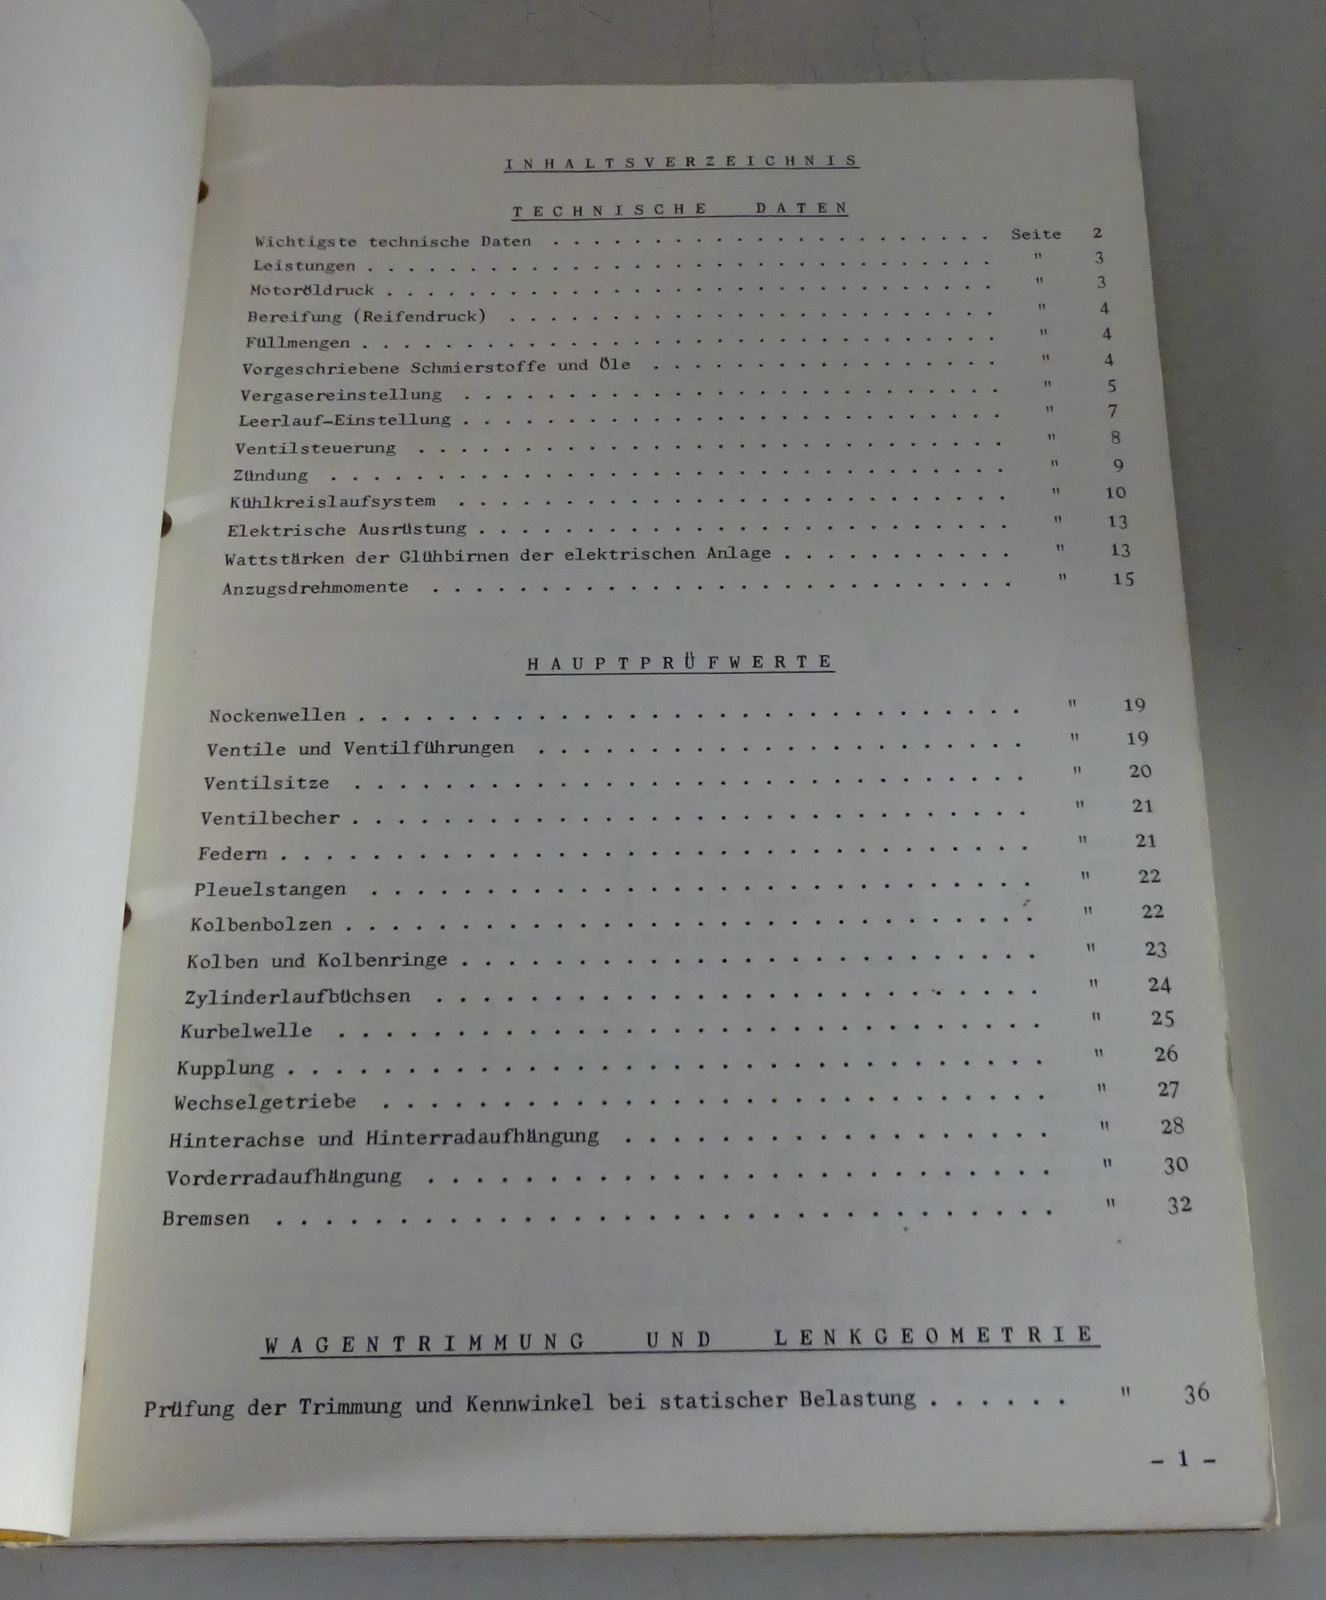 INHALTSVERZEICHNIS
TECHNISCHE DATEN
Wichtigste technische Daten . . . . . . . . . . . . . . . . . . . . . . Seite 2
Leistungen . . . . . . . . . . . . . . . . . . . . . . . . . " 3
Motoröldruck . . . . . . . . . . . . . . . . . . . . . . . . " 3
Bereifung (Reifendruck) . . . . . . . . . . . . . . . . . . . " 4
Füllmengen . . . . . . . . . . . . . . . . . . . . . . . . . " 4
Vorgeschriebene Schmierstoffe und Öle . . . . . . . . . . . . . " 4
Vergasereinstellung . . . . . . . . . . . . . . . . . . . . . " 5
Leerlauf-Einstellung . . . . . . . . . . . . . . . . . . . . . " 7
Ventilsteuerung . . . . . . . . . . . . . . . . . . . . . . . " 8
Zündung . . . . . . . . . . . . . . . . . . . . . . . . . . . " 9
Kühlkreislaufsystem . . . . . . . . . . . . . . . . . . . . . " 10
Elektrische Ausrüstung . . . . . . . . . . . . . . . . . . . . " 13
Wattstärken der Glühbirnen der elektrischen Anlage . . . . . . . . . . . " 13
Anzugsdrehmomente . . . . . . . . . . . . . . . . . . . . . . " 15
HAUPTPRÜFWERTE
Nockenwellen . . . . . . . . . . . . . . . . . . . . . . . . " 19
Ventile und Ventilführungen . . . . . . . . . . . . . . . . . . " 19
Ventilsitze . . . . . . . . . . . . . . . . . . . . . . . . . " 20
Ventilbecher . . . . . . . . . . . . . . . . . . . . . . . . " 21
Federn . . . . . . . . . . . . . . . . . . . . . . . . . . . " 21
Pleuelstangen . . . . . . . . . . . . . . . . . . . . . . . . " 22
Kolbenbolzen . . . . . . . . . . . . . . . . . . . . . . . . " 22
Kolben und Kolbenringe . . . . . . . . . . . . . . . . . . . . " 23
Zylinderlaufbüchsen . . . . . . . . . . . . . . . . . . . . . " 24
Kurbelwelle . . . . . . . . . . . . . . . . . . . . . . . . . " 25
Kupplung . . . . . . . . . . . . . . . . . . . . . . . . . . " 26
Wechselgetriebe . . . . . . . . . . . . . . . . . . . . . . . " 27
Hinterachse und Hinterradaufhängung . . . . . . . . . . . . . . " 28
Vorderradaufhängung . . . . . . . . . . . . . . . . . . . . . " 30
Bremsen . . . . . . . . . . . . . . . . . . . . . . . . . . . " 32
WAGENTRIMMUNG UND LENKGEOMETRIE
Prüfung der Trimmung und Kennwinkel bei statischer Belastung . . . . . . " 36
- 1 -